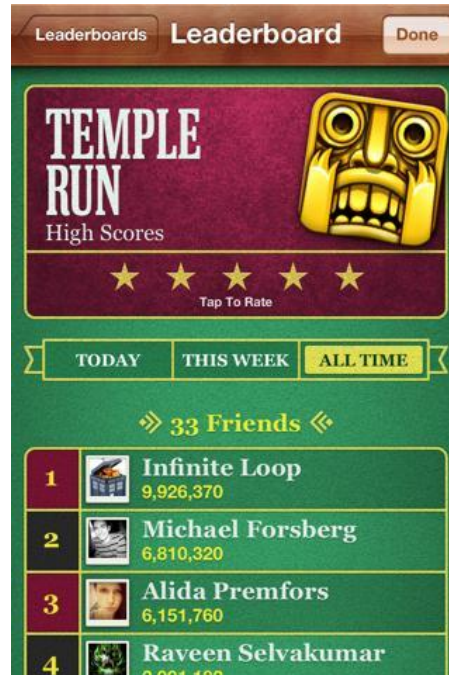 Leaderboards Leaderboard Done
TEMPLE
RUN
High Scores
Tap To Rate
TODAY THIS WEEK ALL TIME
33 Friends
1 Infinite Loop
9,926,370
2 Michael Forsberg
6,810,320
3 Alida Premfors
6,151,760
4 Raveen Selvakumar